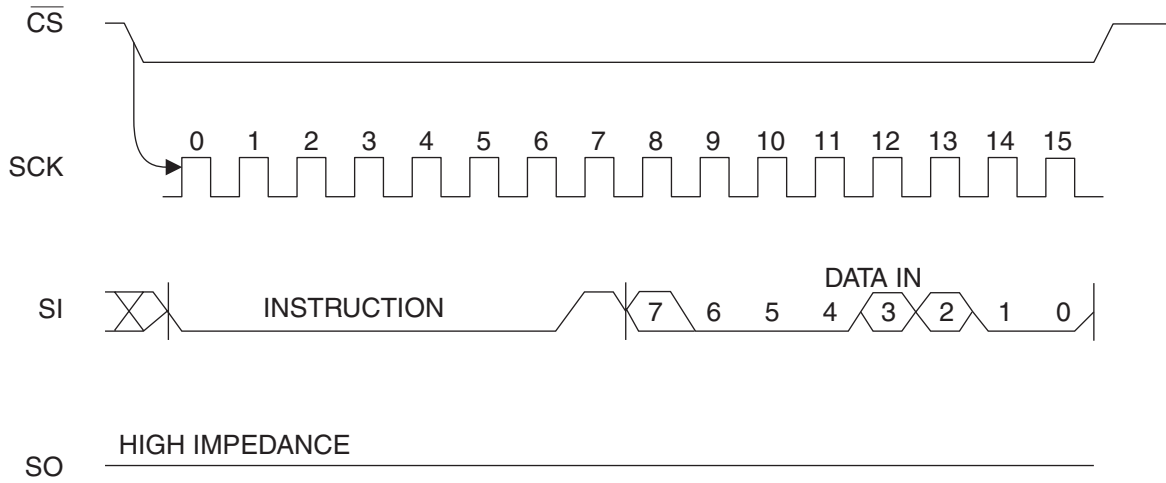 CS
SCK
0 1 2 3 4 5 6 7 8 9 10 11 12 13 14 15
SI
INSTRUCTION
DATA IN
7 6 5 4 3 2 1 0
SO
HIGH IMPEDANCE